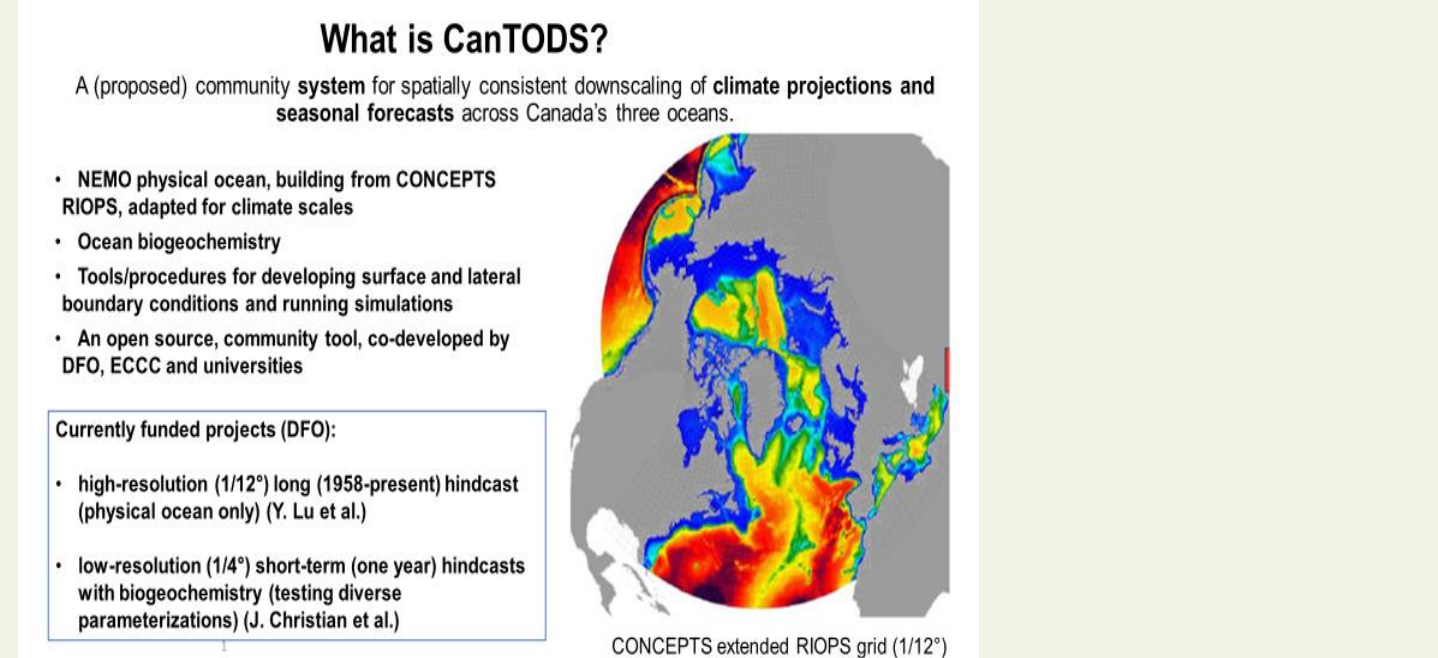 What is CanTODS?
A (proposed) community system for spatially consistent downscaling of climate projections and
seasonal forecasts across Canada's three oceans.
• NEMO physical ocean, building from CONCEPTS
RIOPS, adapted for climate scales
• Ocean biogeochemistry
• Tools/procedures for developing surface and lateral
boundary conditions and running simulations
• An open source, community tool, co-developed by
DFO, ECCC and universities
Currently funded projects (DFO):
• high-resolution (1/12°) long (1958-present) hindcast
(physical ocean only) (Y. Lu et al.)
• low-resolution (1/4°) short-term (one year) hindcasts
with biogeochemistry (testing diverse
parameterizations) (J. Christian et al.)
1
CONCEPTS extended RIOPS grid (1/12°)